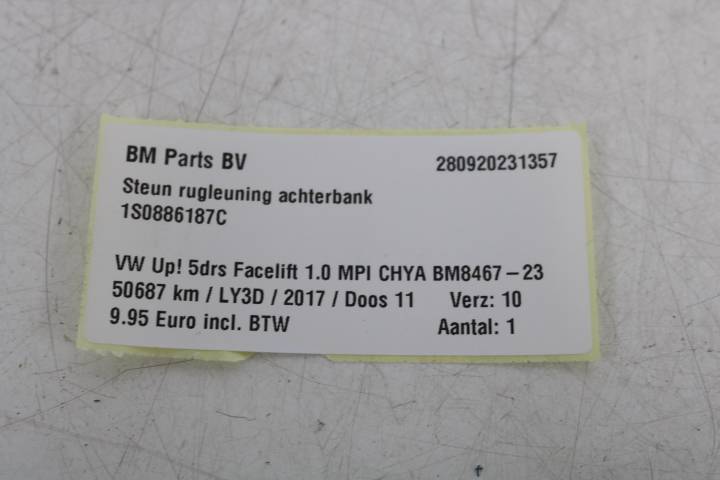 BM Parts BV 280920231357
Steun rugleuning achterbank
1S0886187C
VW Up! 5drs Facelift 1.0 MPI CHYA BM8467-23
50687 km / LY3D / 2017 / Doos 11 Verz: 10
9.95 Euro incl. BTW Aantal: 1